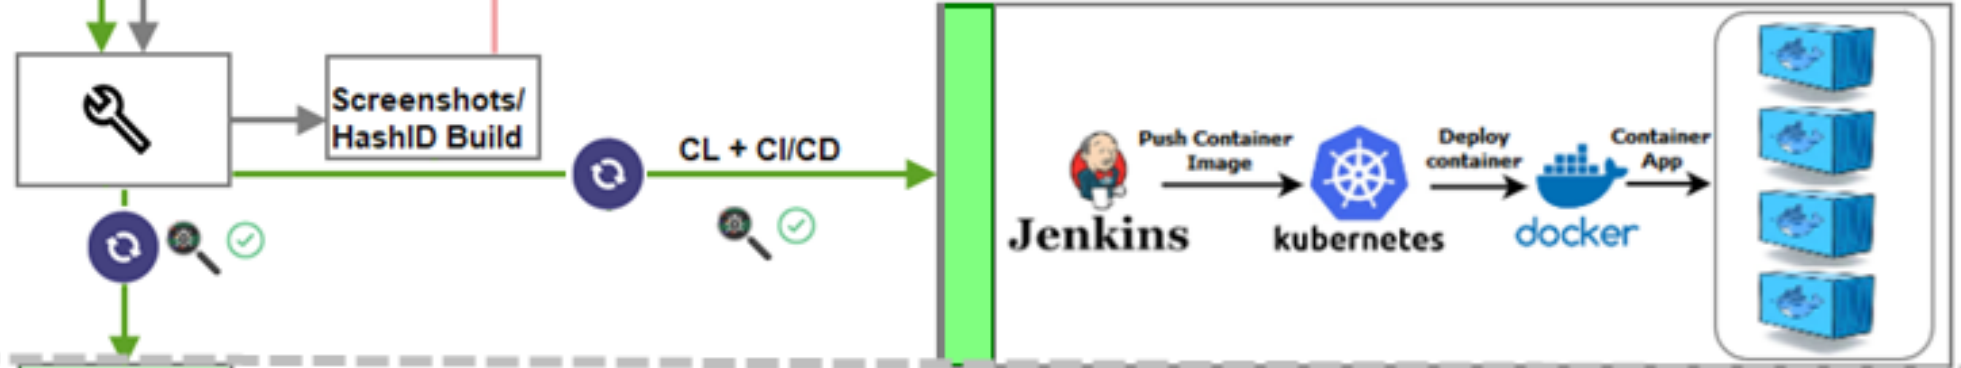 Screenshots/
HashID Build
CL + CI/CD
Push Container
Image
Deploy
container
Container
App
Jenkins
kubernetes
docker